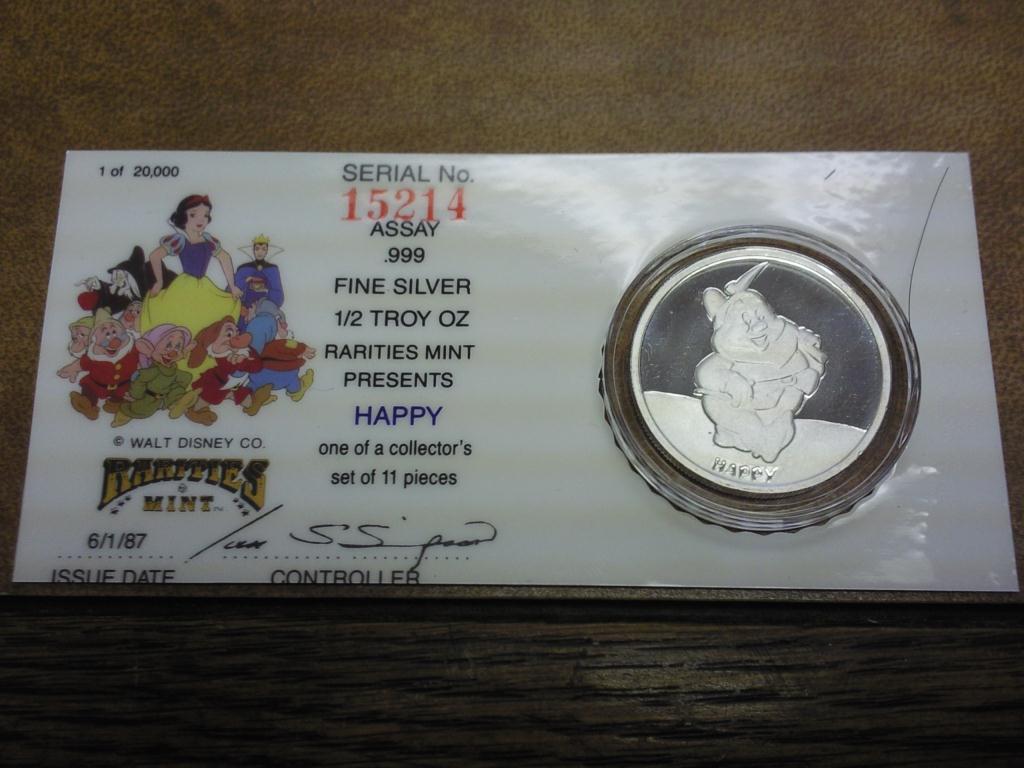 1 of 20,000
SERIAL No.
15214
ASSAY
.999
FINE SILVER
1/2 TROY OZ
RARITIES MINT
PRESENTS
HAPPY
one of a collector's
set of 11 pieces
© WALT DISNEY CO.
RARITIES
MINT
6/1/87
ISSUE DATE
CONTROLLER
HAPPY